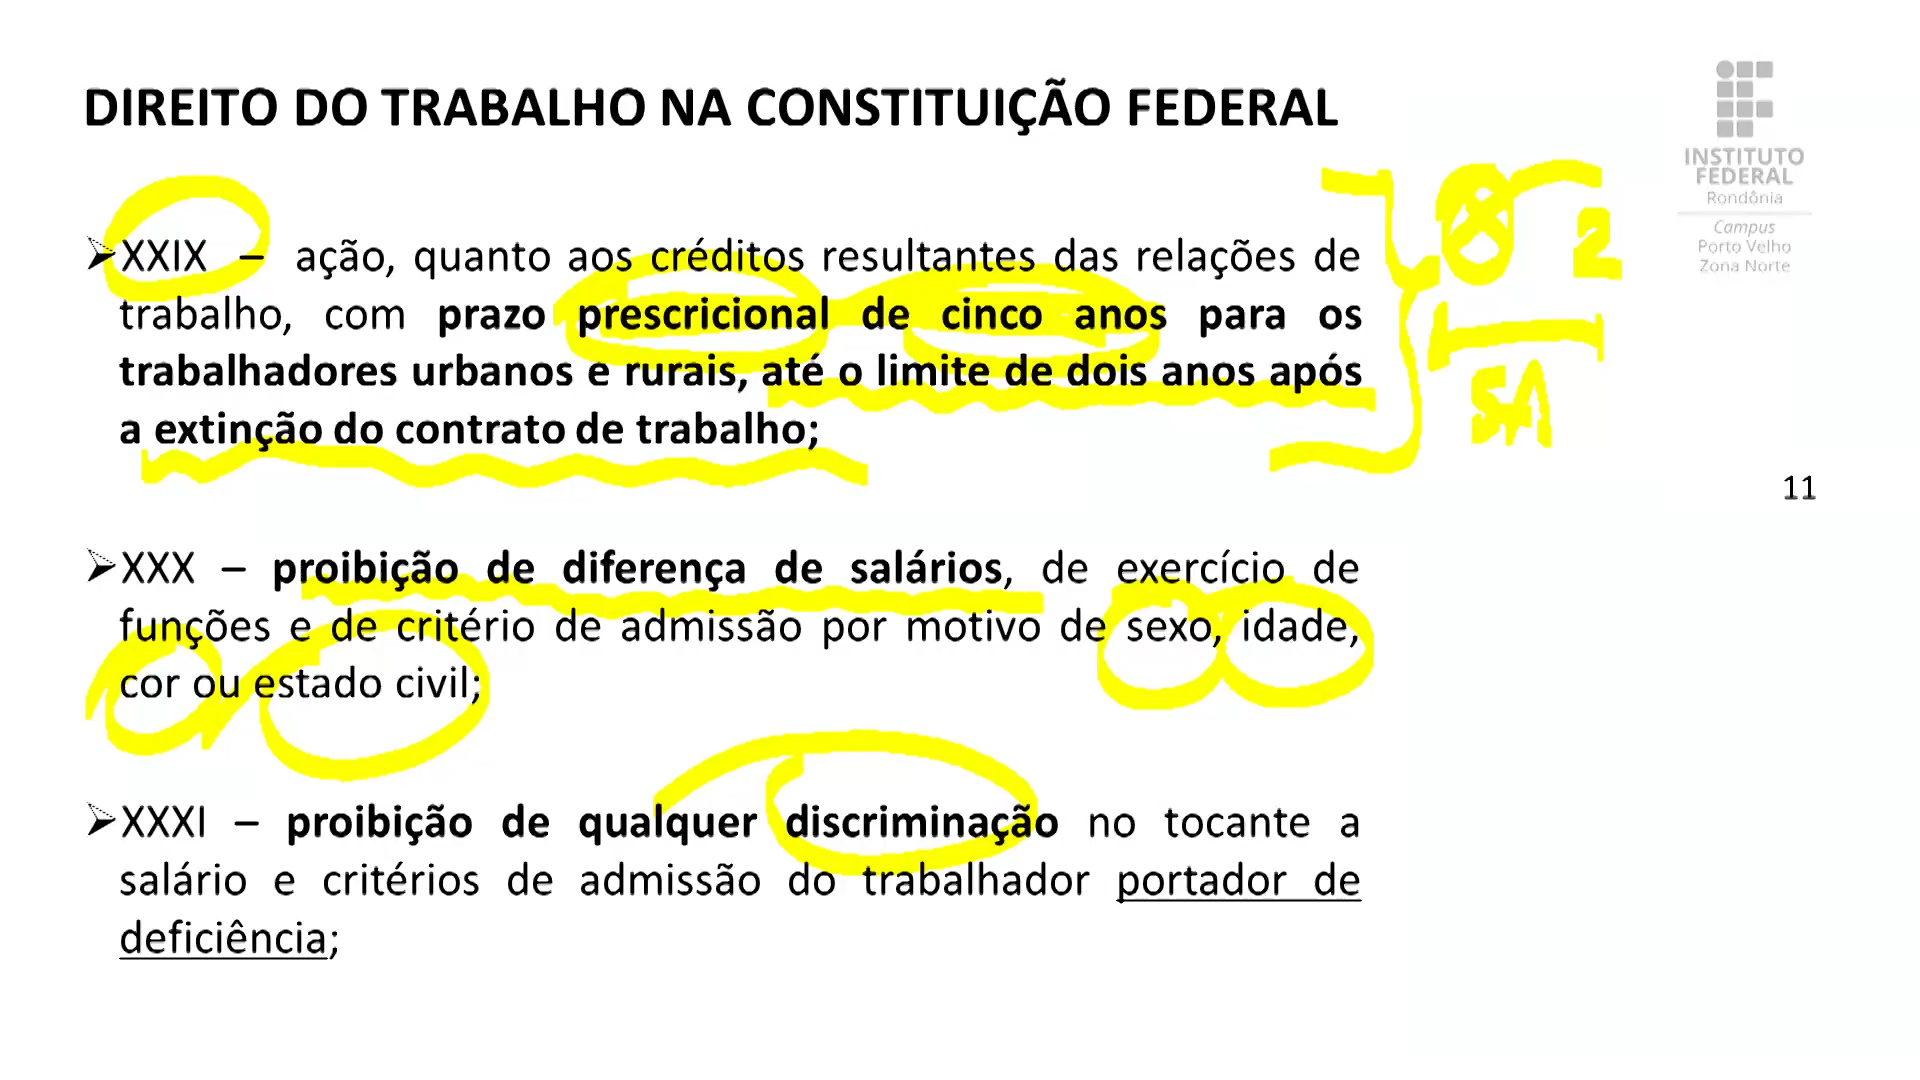 DIREITO DO TRABALHO NA CONSTITUIÇÃO FEDERAL
INSTITUTO
FEDERAL
Rondônia
Campus
Porto Velho
Zona Norte
XXIX – ação, quanto aos créditos resultantes das relações de
trabalho, com prazo prescricional de cinco anos para os
trabalhadores urbanos e rurais, até o limite de dois anos após
a extinção do contrato de trabalho;
2
5A
11
XXX – proibição de diferença de salários, de exercício de
funções e de critério de admissão por motivo de sexo, idade,
cor ou estado civil;
XXXI – proibição de qualquer discriminação no tocante a
salário e critérios de admissão do trabalhador portador de
deficiência;